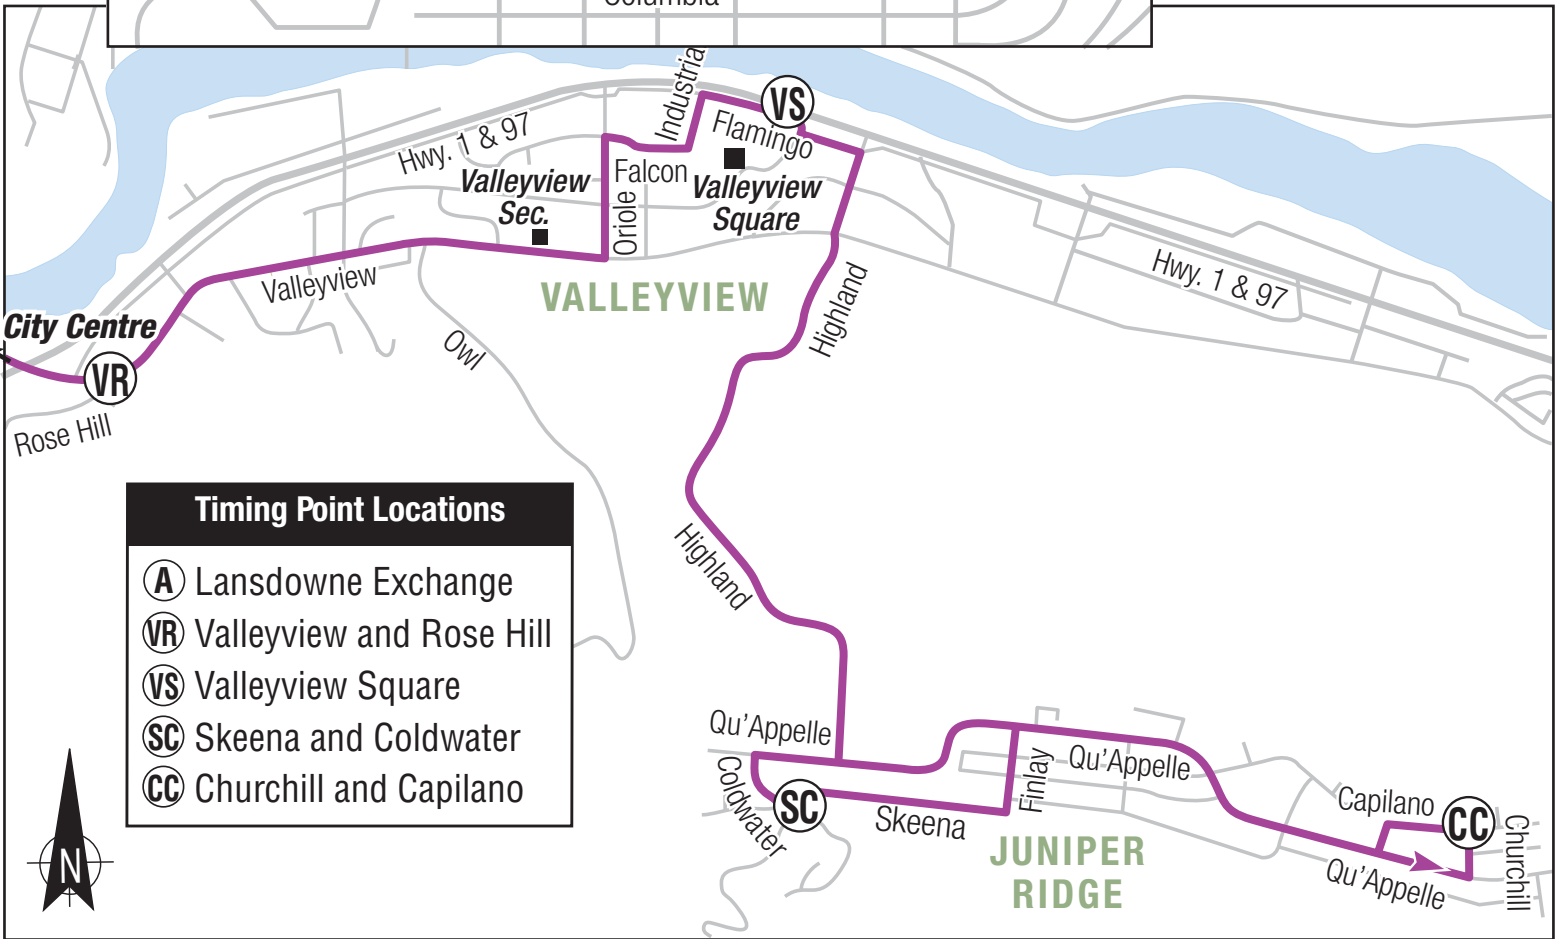 Columbia
Industrial
VS
Hwy. 1 & 97
Flamingo
Falcon
Valleyview
Sec.
Valleyview
Square
Oriole
Valleyview
VALLEYVIEW
Highland
Hwy. 1 & 97
City Centre
VR
Owl
Rose Hill
Highland
Timing Point Locations
A Lansdowne Exchange
VR Valleyview and Rose Hill
VS Valleyview Square
SC Skeena and Coldwater
CC Churchill and Capilano
N
Qu'Appelle
Coldwater
SC
Skeena
Finlay
Qu'Appelle
JUNIPER
RIDGE
Capilano
CC
Churchill
Qu'Appelle